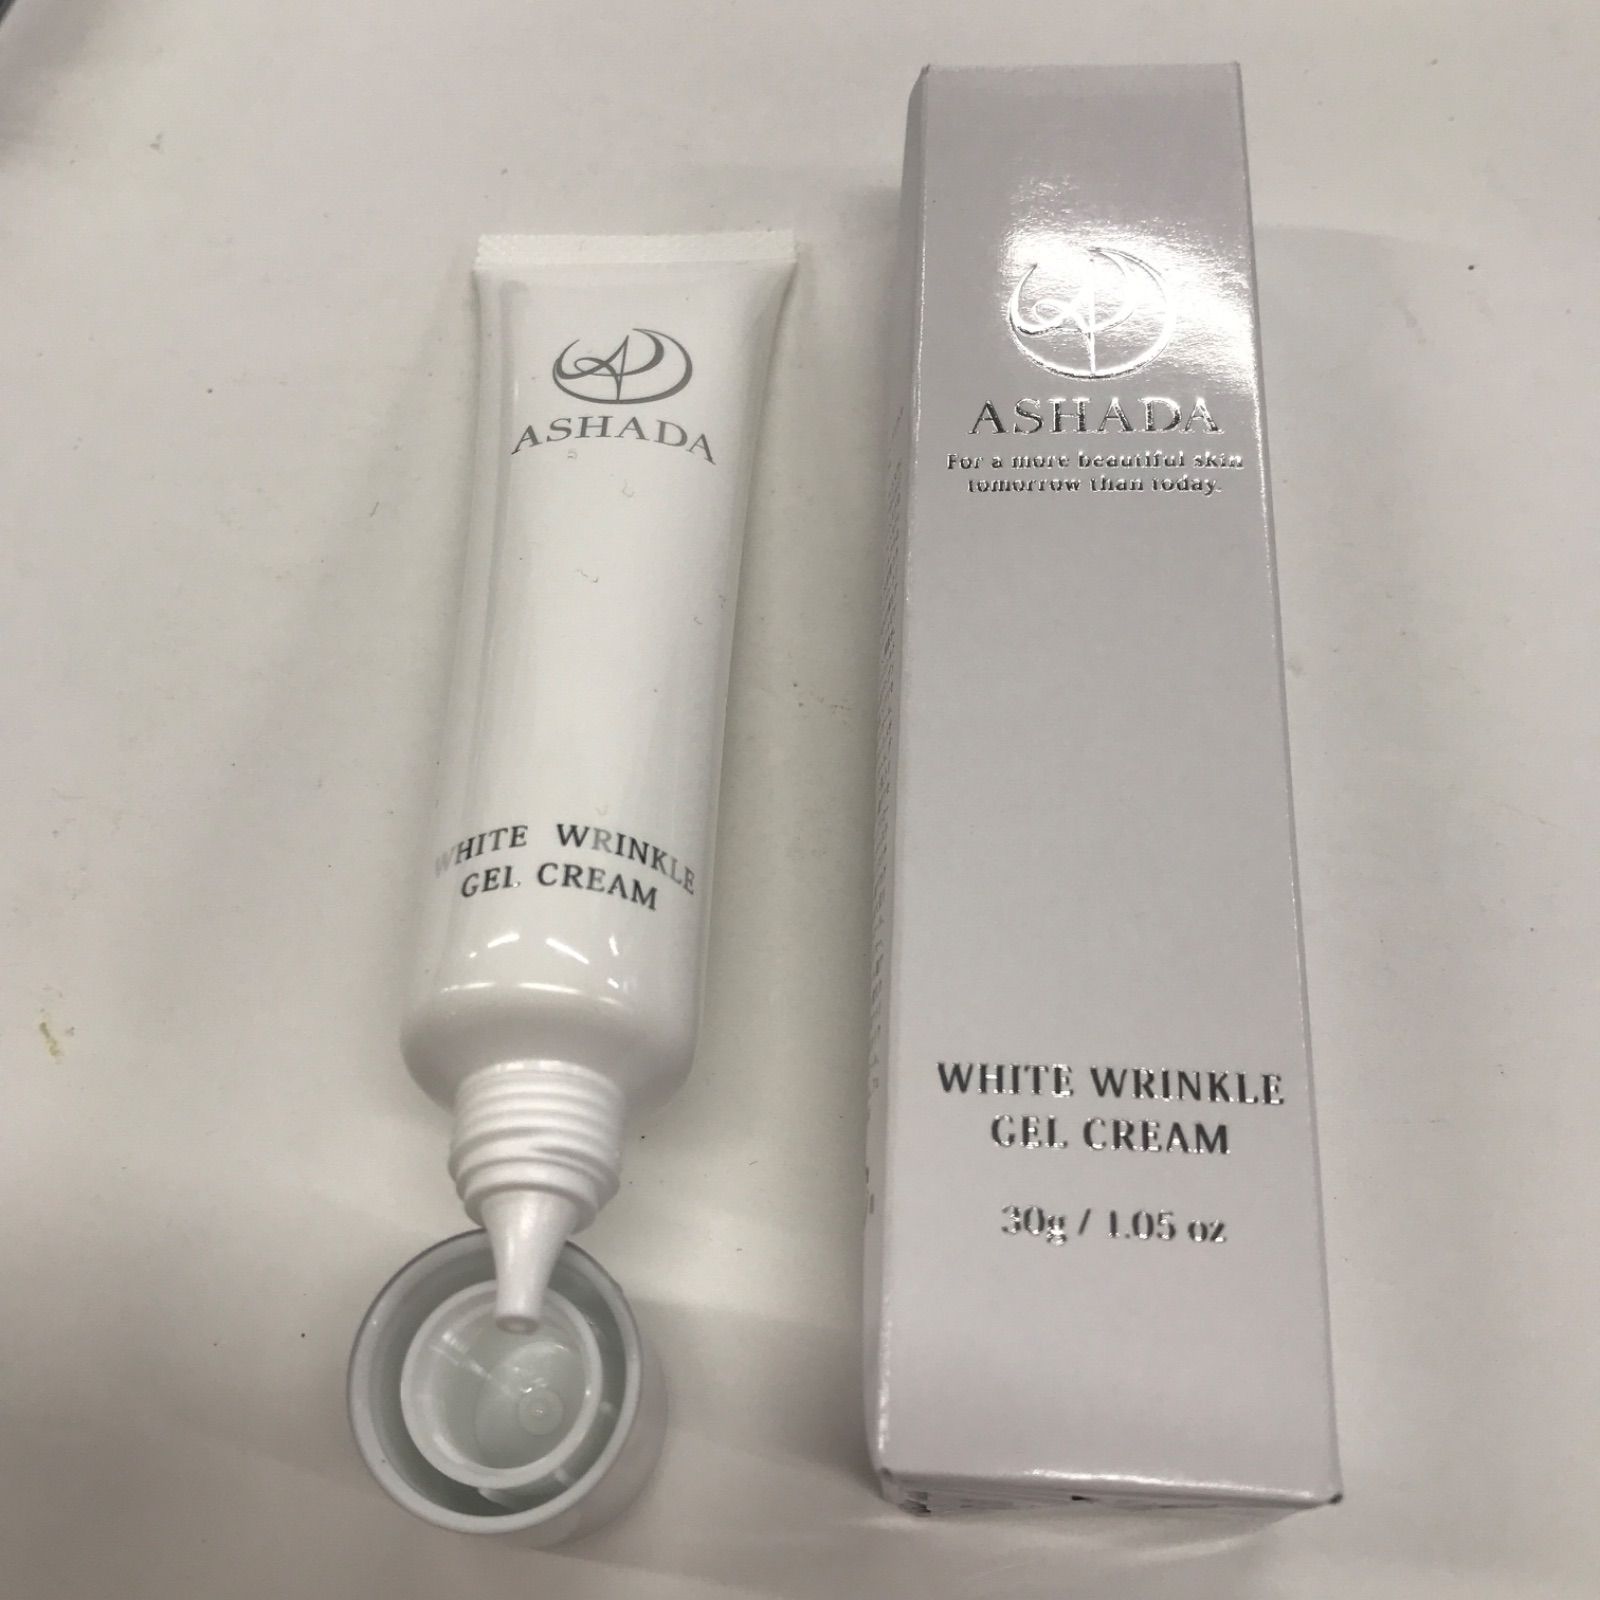 ASHADA
WHITE WRINKLE
GEL CREAM
ASHADA
For a more beautiful skin
tomorrow than today.
WHITE WRINKLE
GEL CREAM
30g / 1.05 oz